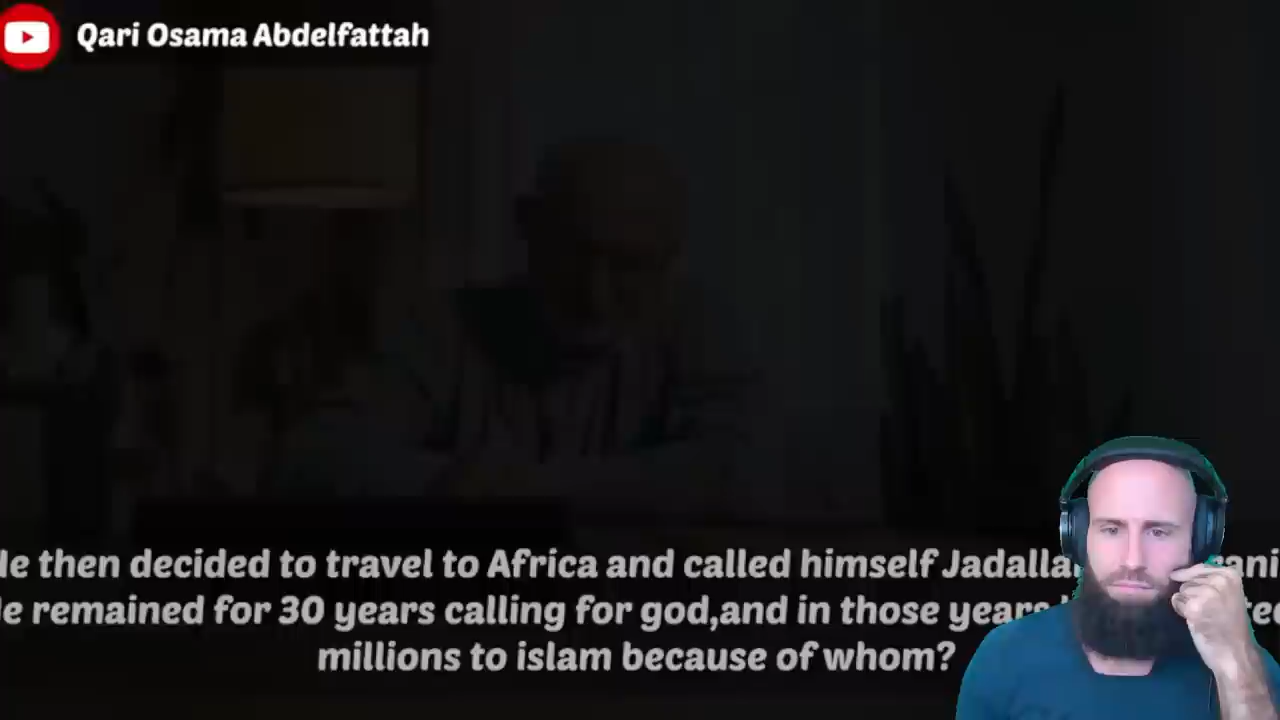 Qari Osama Abdelfattah
then decided to travel to Africa and called himself
remained for 30 years calling for god,and in those years
millions to islam because of whom?